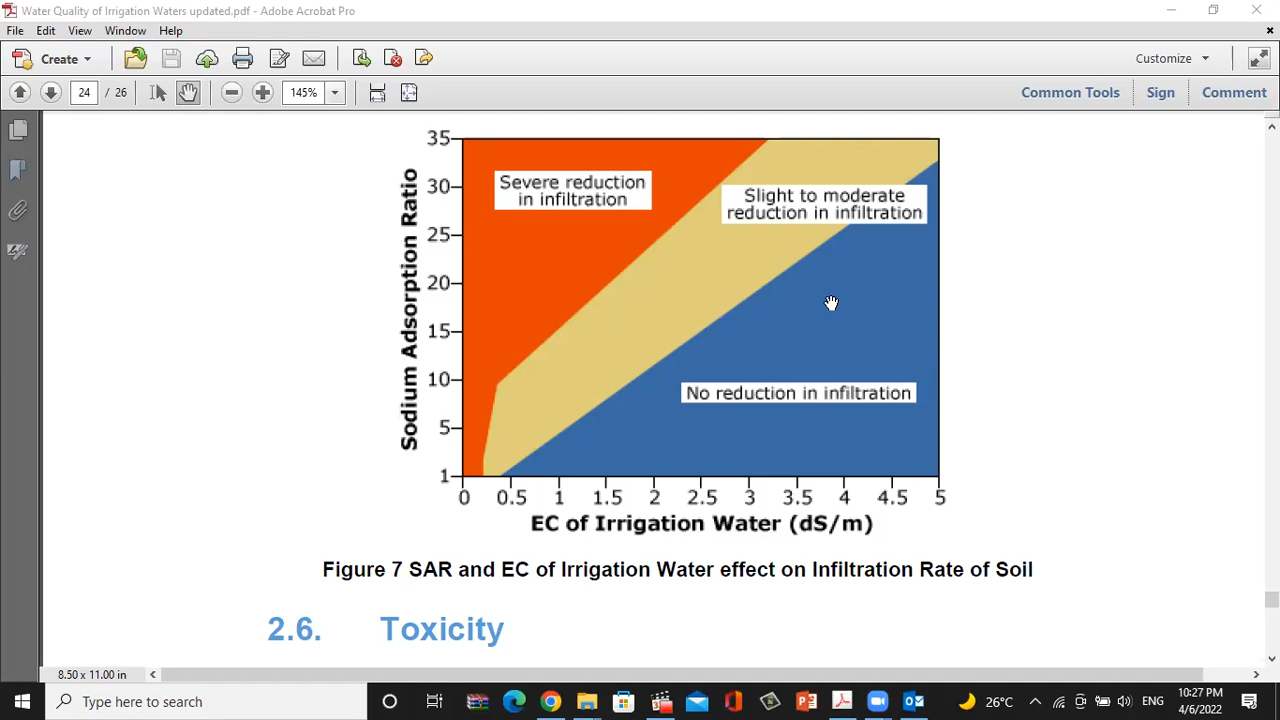 Water Quality of Irrigation Waters updated.pdf - Adobe Acrobat Pro
File Edit View Window Help
Create Customize
24 / 26 145% Common Tools Sign Comment
35
30
25
20
15
10
5
1
Sodium Adsorption Ratio
Severe reduction
in infiltration
Slight to moderate
reduction in infiltration
No reduction in infiltration
0 0.5 1 1.5 2 2.5 3 3.5 4 4.5 5
EC of Irrigation Water (dS/m)
Figure 7 SAR and EC of Irrigation Water effect on Infiltration Rate of Soil
2.6. Toxicity
8.50 x 11.00 in
Type here to search
26°C ENG
10:27 PM
4/6/2022